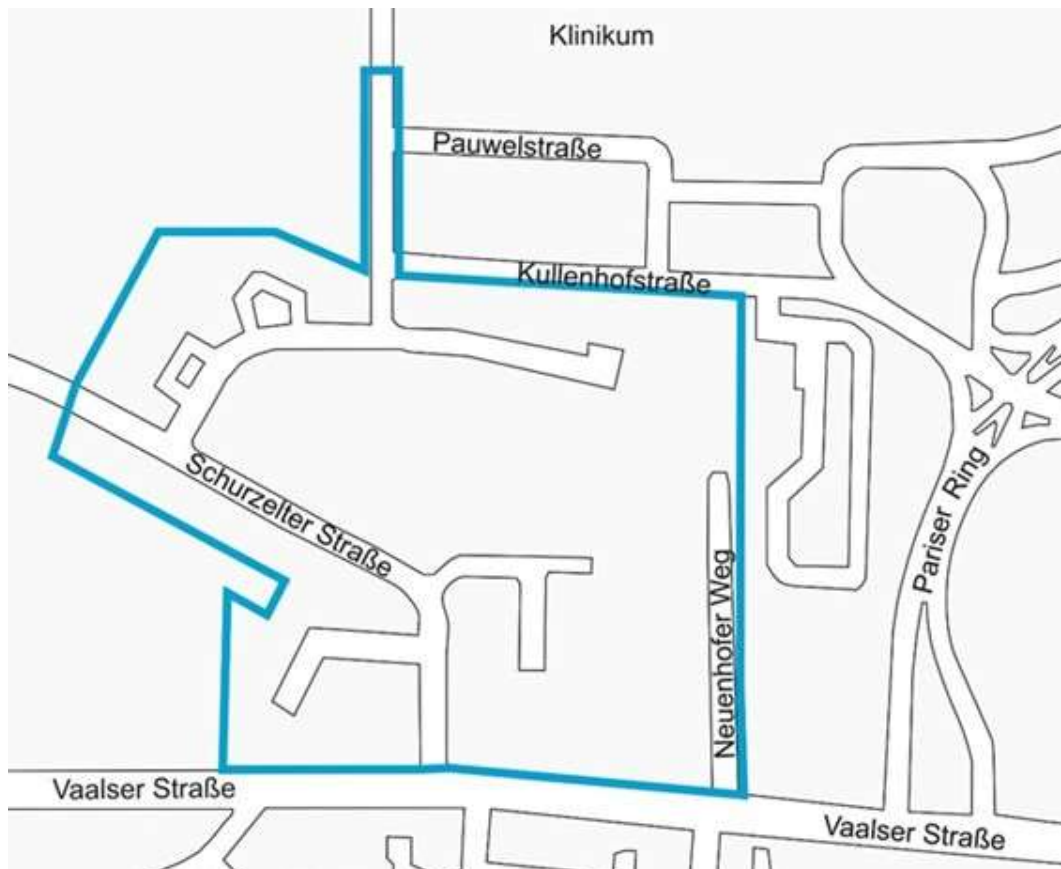 Klinikum
Pauwelstraße
Kullenhofstraße
Schurzelter Straße
Pariser Ring
Neuenhofer Weg
Vaalser Straße
Vaalser Straße